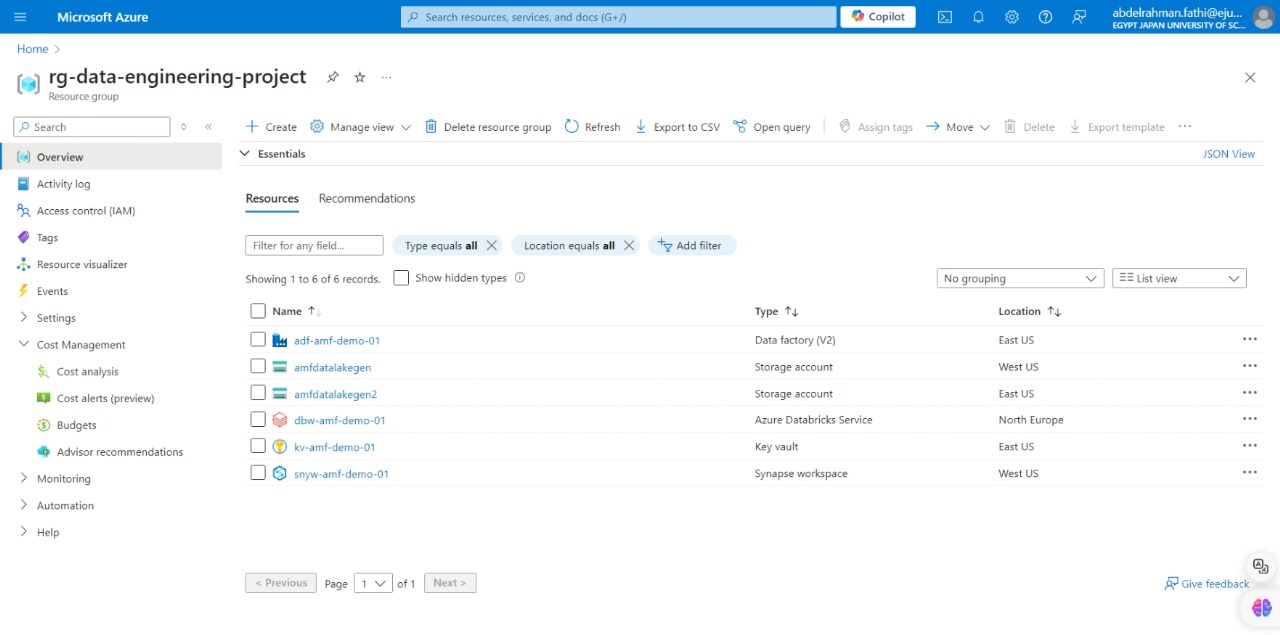 Microsoft Azure
Search resources, services, and docs (G+/)
Copilot
abdelrahman.fathi@eju...
EGYPT JAPAN UNIVERSITY OF SC...
Home
rg-data-engineering-project
...
Resource group
Search
Create
Manage view
Delete resource group
Refresh
Export to CSV
Open query
Assign tags
Move
Delete
Export template
...
Overview
Activity log
Access control (IAM)
Tags
Resource visualizer
Events
Settings
Cost Management
Cost analysis
Cost alerts (preview)
Budgets
Advisor recommendations
Monitoring
Automation
Help
Essentials
JSON View
Resources Recommendations
Filter for any field...
Type equals all
Location equals all
Add filter
Showing 1 to 6 of 6 records.
Show hidden types
No grouping
List view
Name Type Location
adf-amf-demo-01 Data factory (V2) East US
amfdatalakegen Storage account West US
amfdatalakegen2 Storage account East US
dbw-amf-demo-01 Azure Databricks Service North Europe
kv-amf-demo-01 Key vault East US
snyw-amf-demo-01 Synapse workspace West US
< Previous Page 1 of 1 Next >
Give feedback